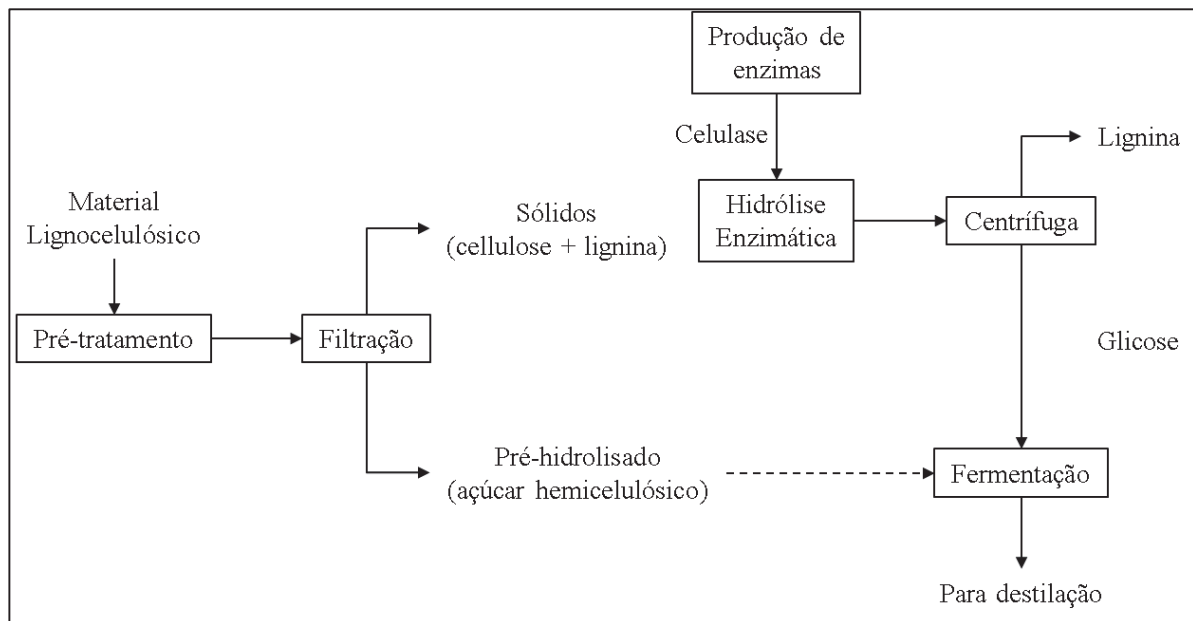 Produção de
enzimas
Celulase
Lignina
Material
Lignocelulósico
Sólidos
(cellulose + lignina)
Hidrólise
Enzimática
Centrífuga
Pré-tratamento
Filtração
Glicose
Pré-hidrolisado
(açúcar hemicelulósico)
Fermentação
Para destilação